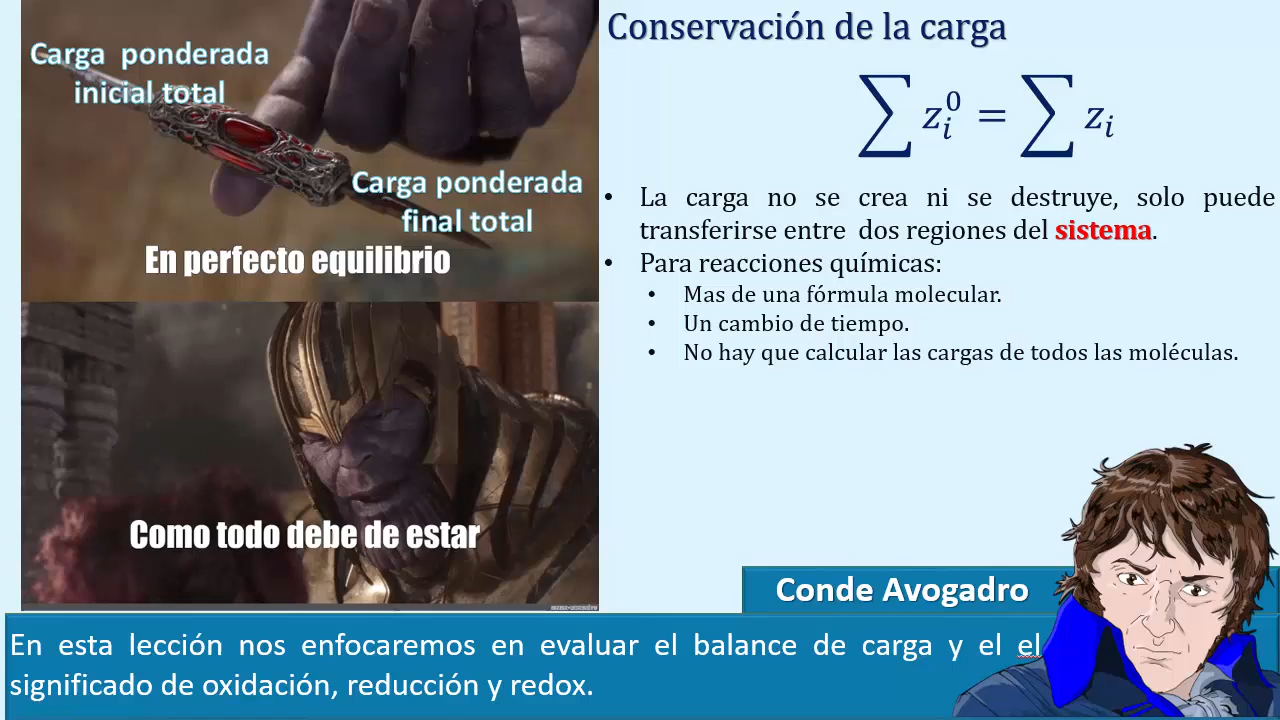 Carga ponderada
inicial total
Carga ponderada
final total
En perfecto equilibrio
Como todo debe de estar
Conservación de la carga
∑ z_i^0 = ∑ z_i
• La carga no se crea ni se destruye, solo puede
transferirse entre dos regiones del sistema.
• Para reacciones químicas:
• Mas de una fórmula molecular.
• Un cambio de tiempo.
• No hay que calcular las cargas de todos las moléculas.
Conde Avogadro
En esta lección nos enfocaremos en evaluar el balance de carga y el el
significado de oxidación, reducción y redox.